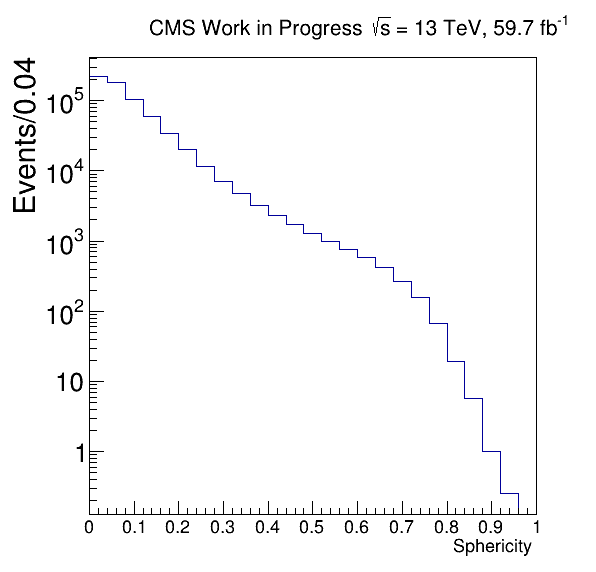 CMS Work in Progress √s = 13 TeV, 59.7 fb⁻¹
Events/0.04
10⁵
10⁴
10³
10²
10
1
0 0.1 0.2 0.3 0.4 0.5 0.6 0.7 0.8 0.9 1
Sphericity